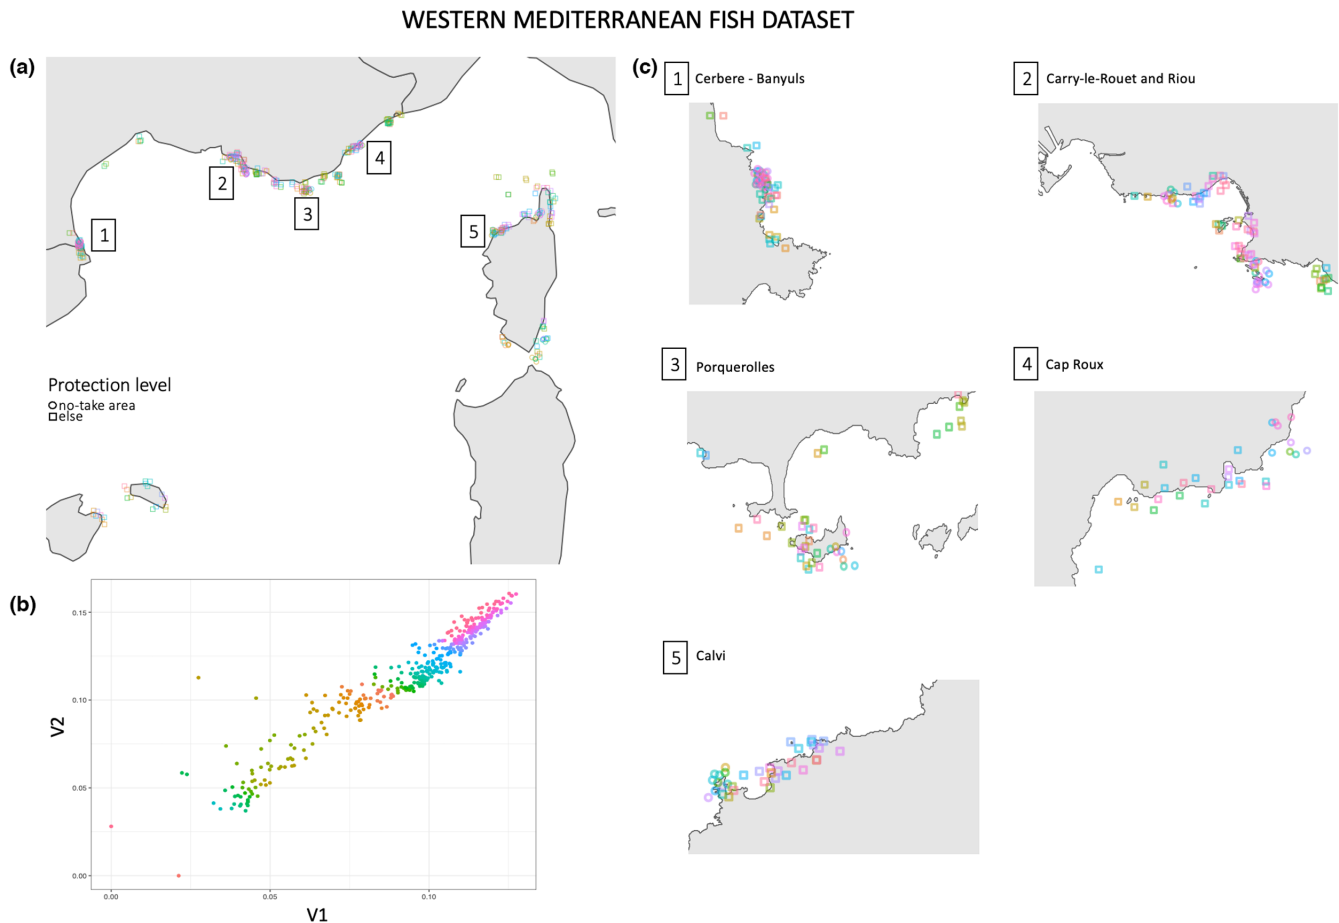 WESTERN MEDITERRANEAN FISH DATASET
(a)
1
2
3
4
5
Protection level
no-take area
else
(b)
V2
0.15
0.10
0.05
0.00
0.00
0.05
0.10
V1
(c)
1 Cerbere - Banyuls
2 Carry-le-Rouet and Riou
3 Porquerolles
4 Cap Roux
5 Calvi